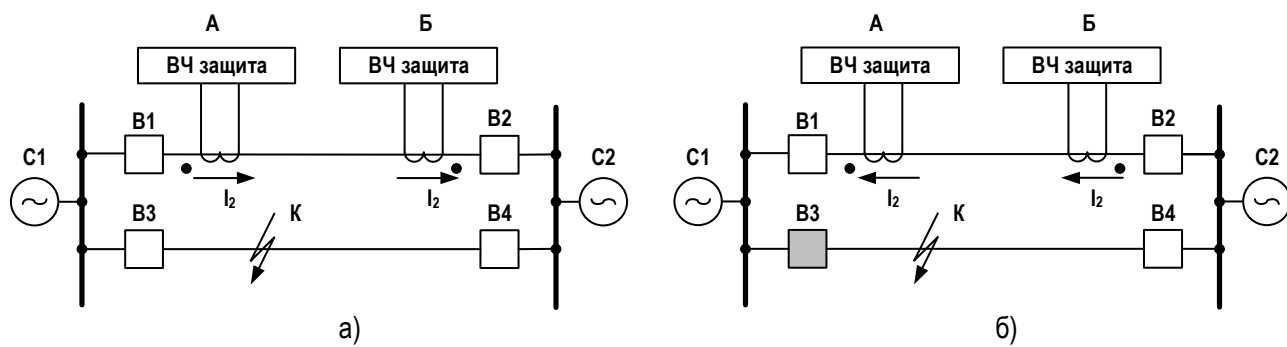 А
Б
ВЧ защита
ВЧ защита
В1
В2
С1
С2
I₂
I₂
В3
К
В4
а)
А
Б
ВЧ защита
ВЧ защита
В1
В2
С1
С2
I₂
I₂
В3
К
В4
б)